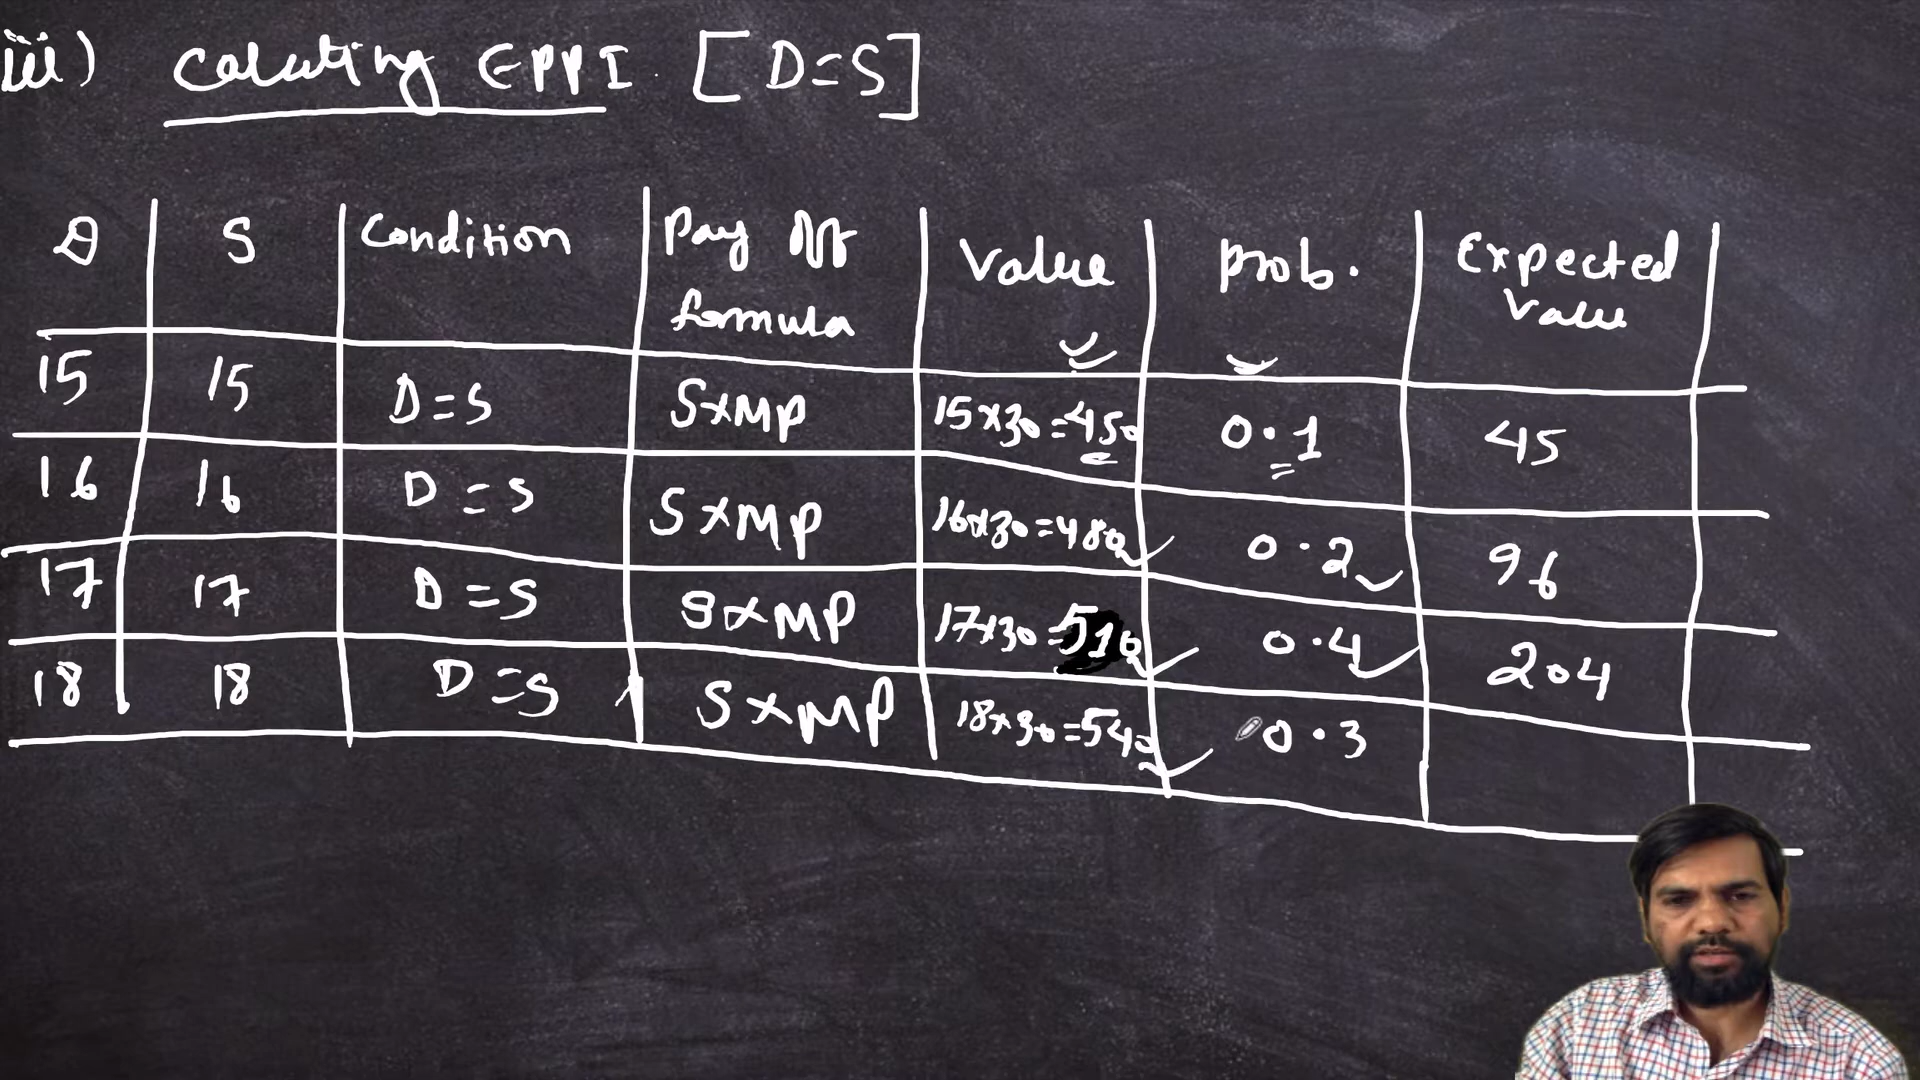 iii) Calculating EPPI. [D=S]
D S Condition Pay Off formula Value prob. Expected Value
15 15 D=S S×MP 15×30=450 0.1 45
16 16 D=S S×MP 16×30=480 0.2 96
17 17 D=S S×MP 17×30=510 0.4 204
18 18 D=S S×MP 18×30=540 0.3